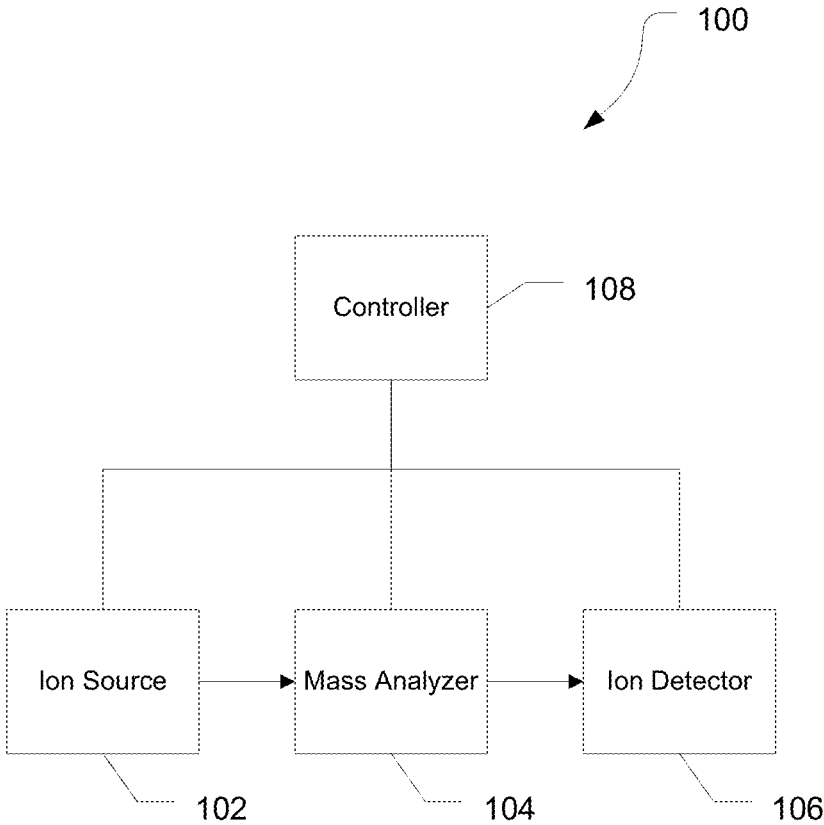 100
Controller
108
Ion Source
Mass Analyzer
Ion Detector
102
104
106